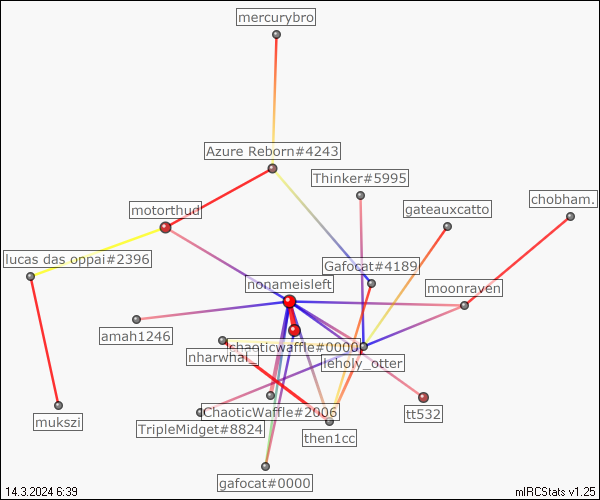 mercurybro
Azure Reborn#4243
Thinker#5995
chobham.
motorthud
gateauxcatto
lucas das oppai#2396
Gafocat#4189
nonameisleft
moonraven
amah1246
chaoticwaffle#0000
nharwhal_
leholy_otter
ChaoticWaffle#2006
tt532
mukszi
TripleMidget#8824
then1cc
gafocat#0000
14.3.2024 6:39
mIRCStats v1.25